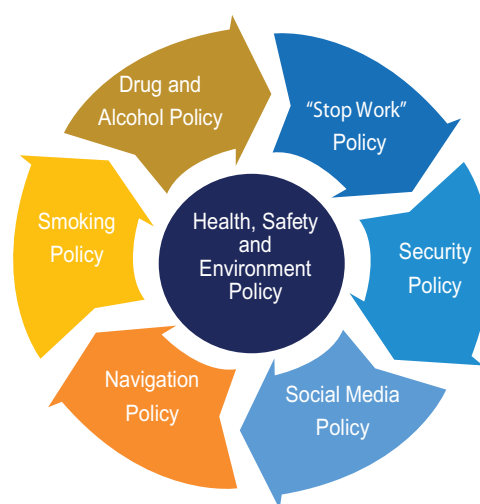 Drug and
Alcohol Policy
“Stop Work”
Policy
Security
Policy
Social Media
Policy
Navigation
Policy
Smoking
Policy
Health, Safety
and
Environment
Policy